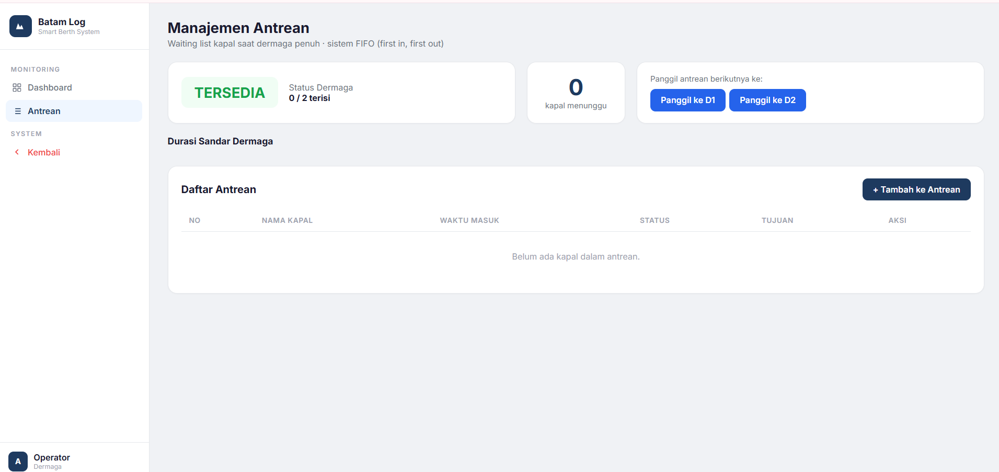 Batam Log
Smart Berth System
MONITORING
Dashboard
Antrean
SYSTEM
Kembali
A
Operator
Dermaga
Manajemen Antrean
Waiting list kapal saat dermaga penuh · sistem FIFO (first in, first out)
TERSEDIA
Status Dermaga
0 / 2 terisi
0
kapal menunggu
Panggil antrean berikutnya ke:
Panggil ke D1
Panggil ke D2
Durasi Sandar Dermaga
Daftar Antrean
+ Tambah ke Antrean
NO NAMA KAPAL WAKTU MASUK STATUS TUJUAN AKSI
Belum ada kapal dalam antrean.